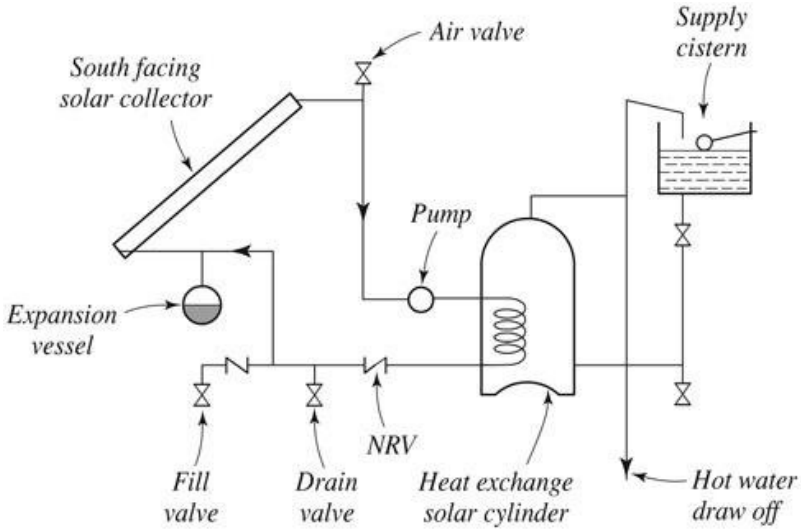 Air valve
Supply
cistern
South facing
solar collector
Pump
Expansion
vessel
NRV
Fill
valve
Drain
valve
Heat exchange
solar cylinder
Hot water
draw off